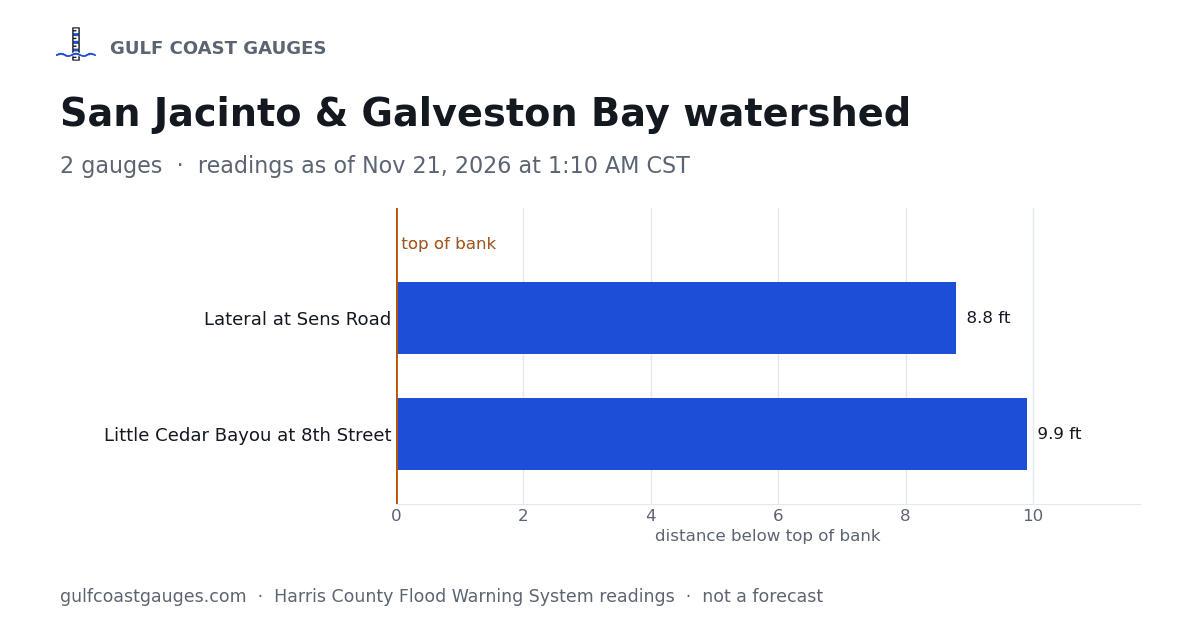 GULF COAST GAUGES
San Jacinto & Galveston Bay watershed
2 gauges · readings as of Nov 21, 2026 at 1:10 AM CST
top of bank
Lateral at Sens Road
8.8 ft
Little Cedar Bayou at 8th Street
9.9 ft
0 2 4 6 8 10
distance below top of bank
gulfcoastgauges.com · Harris County Flood Warning System readings · not a forecast